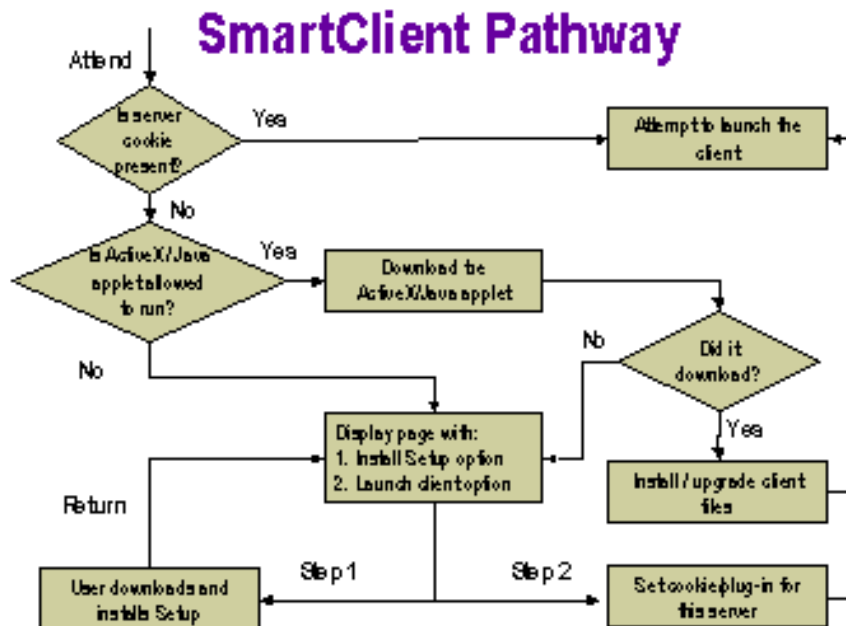 SmartClient Pathway
Attend
Is server
cookie
present?
Yes
Attempt to launch the
client
No
Is ActiveX/Java
applet allowed
to run?
Yes
Download the
ActiveX/Java applet
No
Did it
download?
No
Yes
Display page with:
1. Install Setup option
2. Launch client option
Install / upgrade client
files
Return
User downloads and
installs Setup
Step 1
Step 2
Set cookie/plug-in for
this server